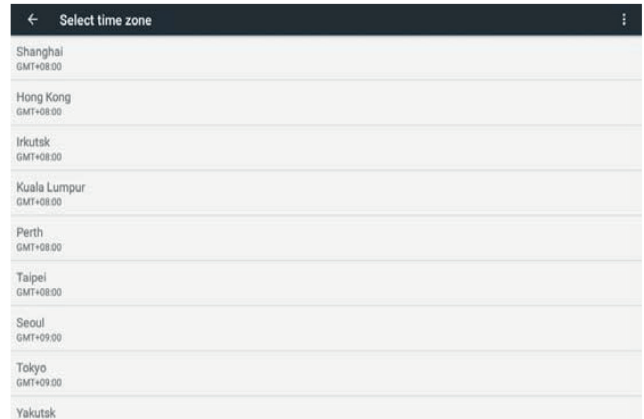 Select time zone
Shanghai
GMT+08:00
Hong Kong
GMT+08:00
Irkutsk
GMT+08:00
Kuala Lumpur
GMT+08:00
Perth
GMT+08:00
Taipei
GMT+08:00
Seoul
GMT+09:00
Tokyo
GMT+09:00
Yakutsk